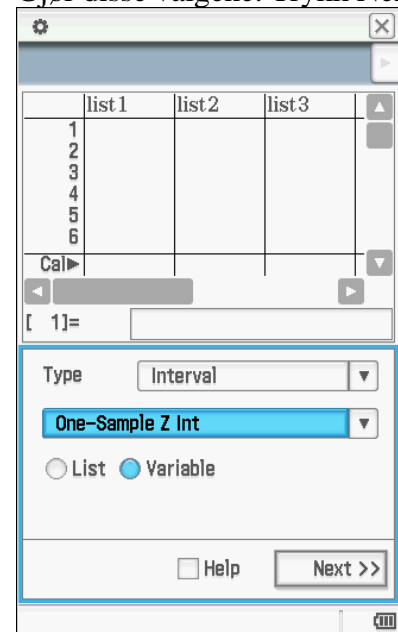 list1 list2 list3
1
2
3
4
5
6
Cal▶
[ 1]=
Type Interval
One-Sample Z Int
List Variable
Help Next >>